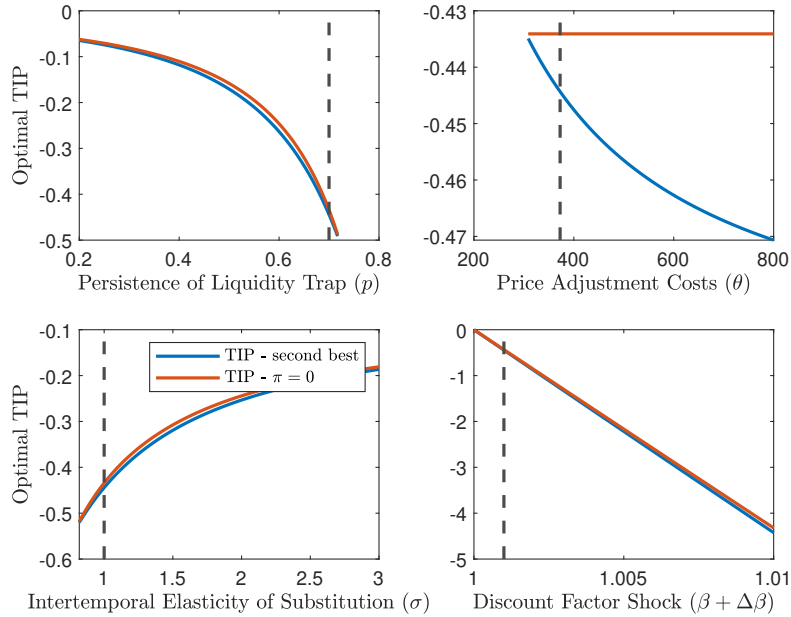 Optimal TIP
0
-0.1
-0.2
-0.3
-0.4
-0.5
0.2 0.4 0.6 0.8
Persistence of Liquidity Trap (p)
-0.43
-0.44
-0.45
-0.46
-0.47
200 400 600 800
Price Adjustment Costs (θ)
Optimal TIP
-0.1
-0.2
-0.3
-0.4
-0.5
-0.6
TIP - second best
TIP - π = 0
1 1.5 2 2.5 3
Intertemporal Elasticity of Substitution (σ)
0
-1
-2
-3
-4
-5
1 1.005 1.01
Discount Factor Shock (β + Δβ)